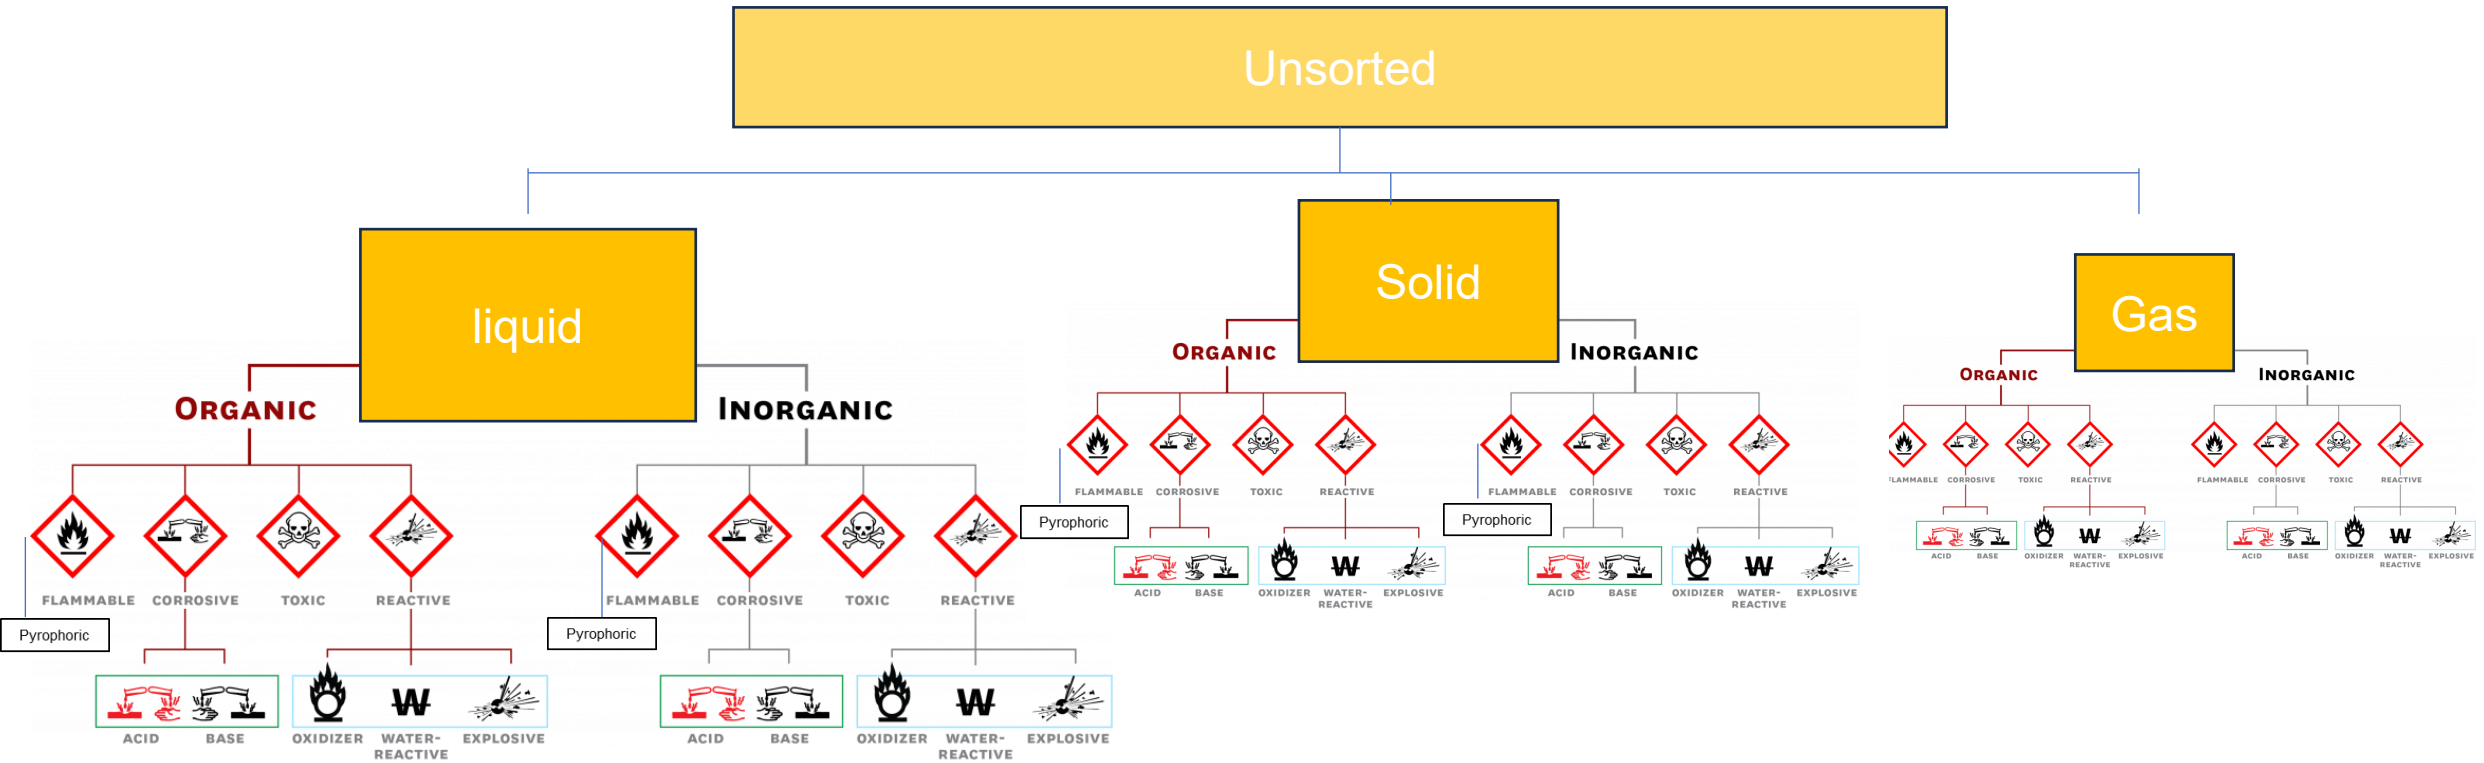 Unsorted
liquid
Solid
Gas
ORGANIC
INORGANIC
FLAMMABLE
CORROSIVE
TOXIC
REACTIVE
FLAMMABLE
CORROSIVE
TOXIC
REACTIVE
Pyrophoric
Pyrophoric
ACID
BASE
OXIDIZER
WATER-
REACTIVE
EXPLOSIVE
ACID
BASE
OXIDIZER
WATER-
REACTIVE
EXPLOSIVE
ORGANIC
INORGANIC
FLAMMABLE
CORROSIVE
TOXIC
REACTIVE
FLAMMABLE
CORROSIVE
TOXIC
REACTIVE
Pyrophoric
Pyrophoric
ACID
BASE
OXIDIZER
WATER-
REACTIVE
EXPLOSIVE
ACID
BASE
OXIDIZER
WATER-
REACTIVE
EXPLOSIVE
ORGANIC
INORGANIC
FLAMMABLE
CORROSIVE
TOXIC
REACTIVE
FLAMMABLE
CORROSIVE
TOXIC
REACTIVE
ACID
BASE
OXIDIZER
WATER-
REACTIVE
EXPLOSIVE
ACID
BASE
OXIDIZER
WATER-
REACTIVE
EXPLOSIVE